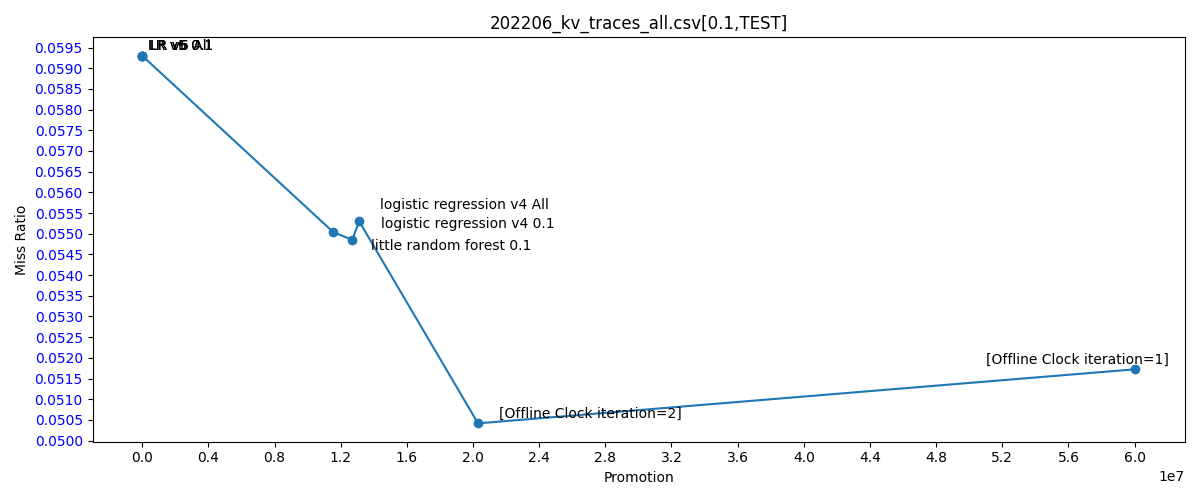 202206_kv_traces_all.csv[0.1,TEST]
0.0595
0.0590
0.0585
0.0580
0.0575
0.0570
0.0565
0.0560
0.0555
0.0550
0.0545
0.0540
0.0535
0.0530
0.0525
0.0520
0.0515
0.0510
0.0505
0.0500
Miss Ratio
logistic regression v4 All
logistic regression v4 0.1
little random forest 0.1
[Offline Clock iteration=1]
[Offline Clock iteration=2]
0.0 0.4 0.8 1.2 1.6 2.0 2.4 2.8 3.2 3.6 4.0 4.4 4.8 5.2 5.6 6.0
1e7
Promotion